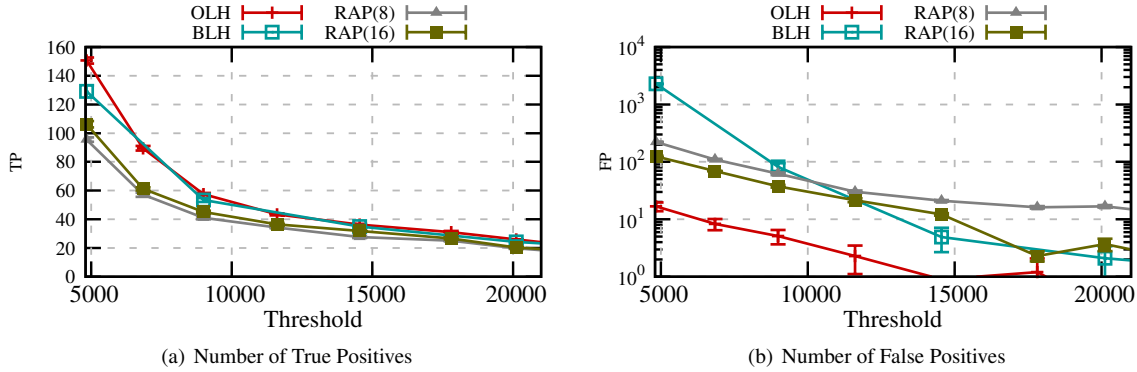 OLH RAP(8)
BLH RAP(16)
160
140
120
100
80
60
40
20
0
TP
5000 10000 15000 20000
Threshold
(a) Number of True Positives
OLH RAP(8)
BLH RAP(16)
10^4
10^3
10^2
10^1
10^0
FP
5000 10000 15000 20000
Threshold
(b) Number of False Positives